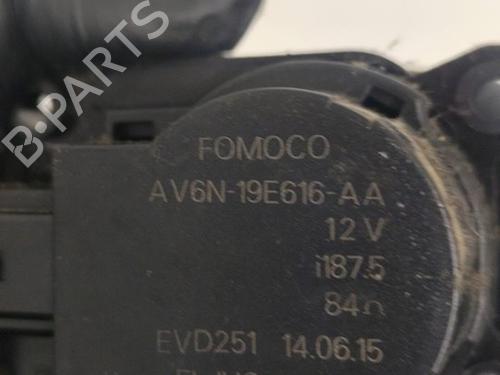 B-PARTS
FOMOCO
AV6N-19E616-AA
12 V
i187.5
84Ω
EVD251 14.06.15